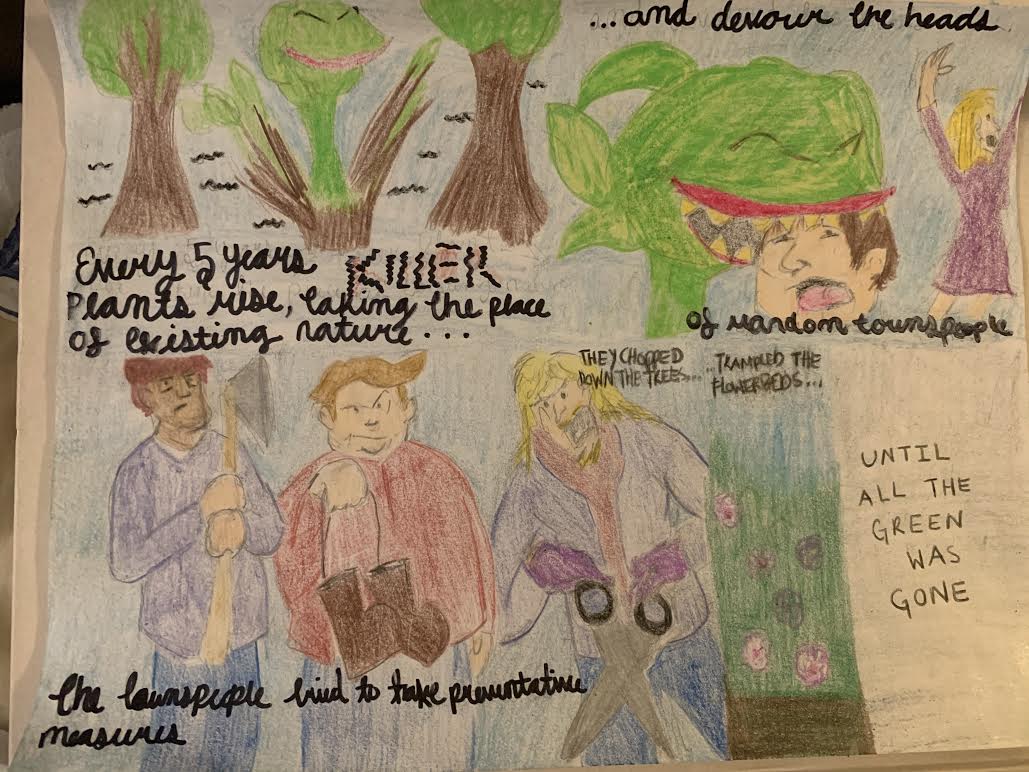 Every 5 years KILLER
Plants rise, taking the place
of existing nature...
...and devour the heads
of random townspeople
the townspeople tried to take preventative
measures
THEY CHOPPED
DOWN THE TREES...
...TRAMPLED THE
FLOWERBEDS...
UNTIL
ALL THE
GREEN
WAS
GONE